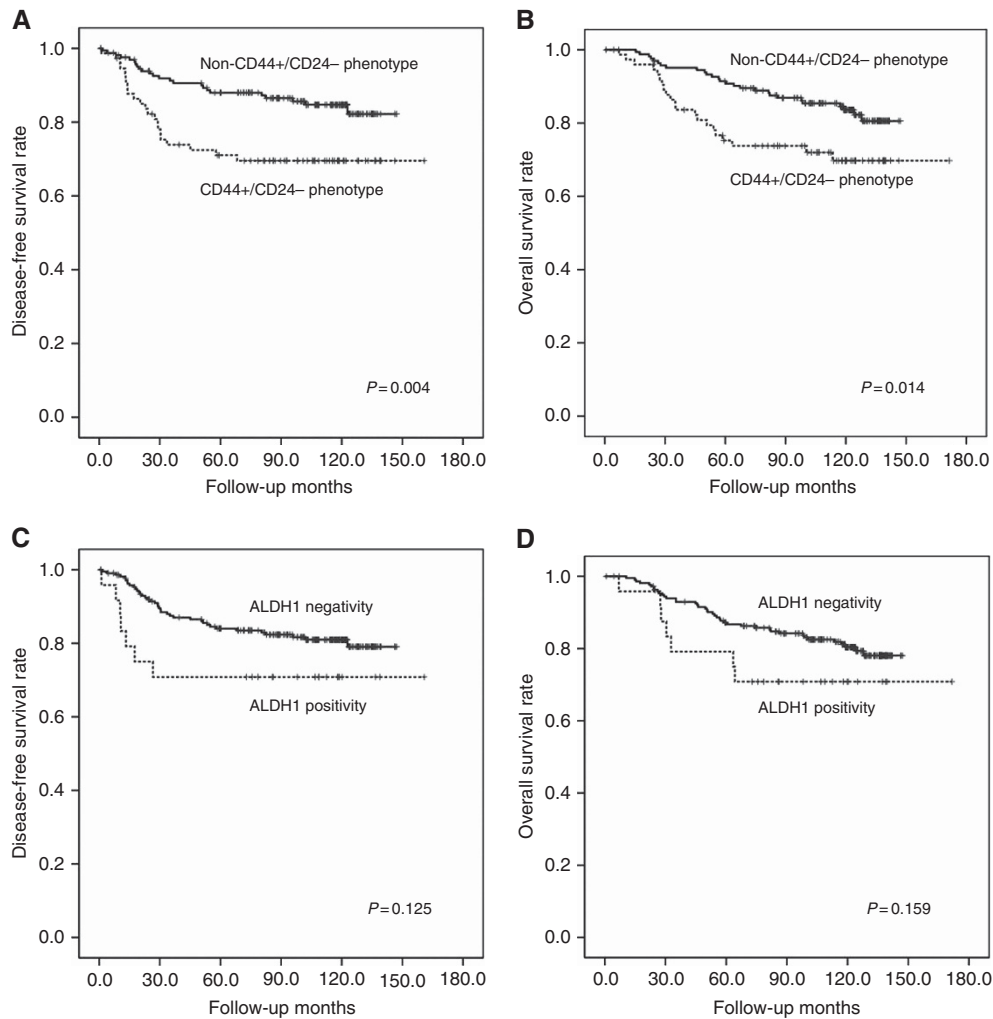 A
Disease-free survival rate
1.0
0.8
0.6
0.4
0.2
0.0
Non-CD44+/CD24– phenotype
CD44+/CD24– phenotype
P=0.004
0.0 30.0 60.0 90.0 120.0 150.0 180.0
Follow-up months
B
Overall survival rate
1.0
0.8
0.6
0.4
0.2
0.0
Non-CD44+/CD24– phenotype
CD44+/CD24– phenotype
P=0.014
0.0 30.0 60.0 90.0 120.0 150.0 180.0
Follow-up months
C
Disease-free survival rate
1.0
0.8
0.6
0.4
0.2
0.0
ALDH1 negativity
ALDH1 positivity
P=0.125
0.0 30.0 60.0 90.0 120.0 150.0 180.0
Follow-up months
D
Overall survival rate
1.0
0.8
0.6
0.4
0.2
0.0
ALDH1 negativity
ALDH1 positivity
P=0.159
0.0 30.0 60.0 90.0 120.0 150.0 180.0
Follow-up months